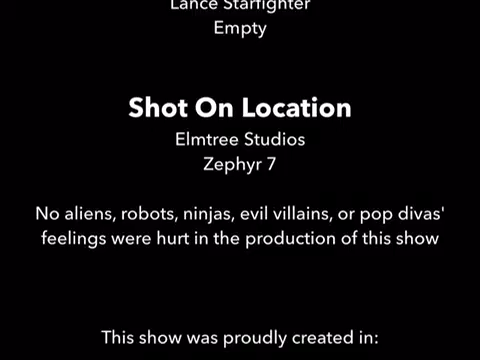 Lance Starfighter
Empty
Shot On Location
Elmtree Studios
Zephyr 7
No aliens, robots, ninjas, evil villains, or pop divas'
feelings were hurt in the production of this show
This show was proudly created in: